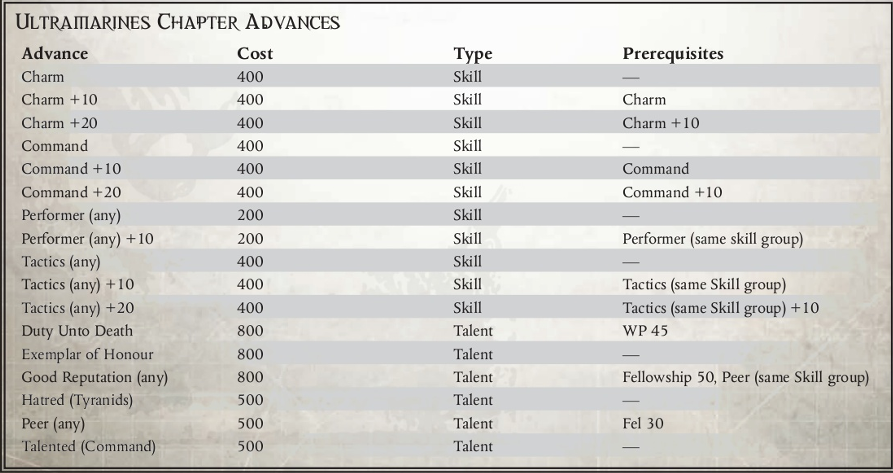 Ultramarines Chapter Advances
Advance Cost Type Prerequisites
Charm 400 Skill —
Charm +10 400 Skill Charm
Charm +20 400 Skill Charm +10
Command 400 Skill —
Command +10 400 Skill Command
Command +20 400 Skill Command +10
Performer (any) 200 Skill —
Performer (any) +10 200 Skill Performer (same skill group)
Tactics (any) 400 Skill —
Tactics (any) +10 400 Skill Tactics (same Skill group)
Tactics (any) +20 400 Skill Tactics (same Skill group) +10
Duty Unto Death 800 Talent WP 45
Exemplar of Honour 800 Talent —
Good Reputation (any) 800 Talent Fellowship 50, Peer (same Skill group)
Hatred (Tyranids) 500 Talent —
Peer (any) 500 Talent Fel 30
Talented (Command) 500 Talent —